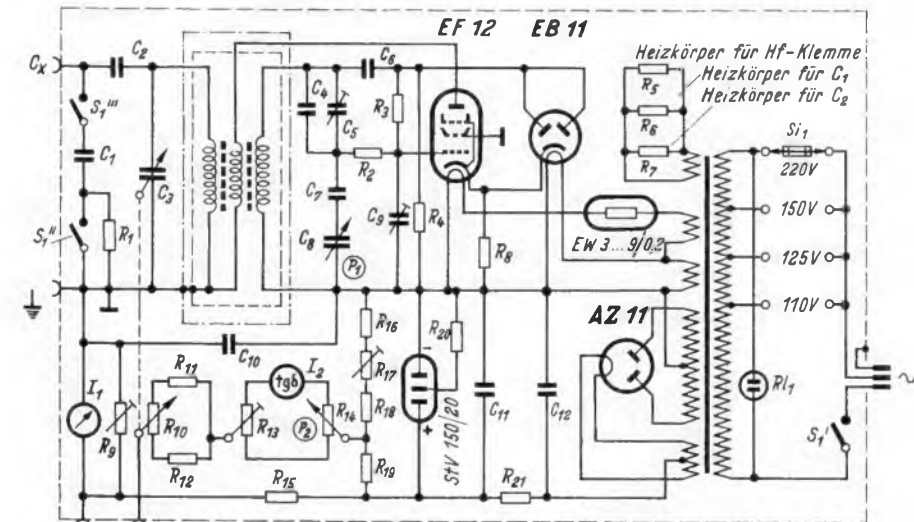 EF 12
EB 11
Cx
C2
C6
Heizkörper für Hf-Klemme
Heizkörper für C1
Heizkörper für C2
R5
R6
R7
Si1
220V
150V
125V
110V
S1'''
C4
C5
R3
C1
C3
R2
C7
C9
R4
S1''
R1
C8
P1
R8
EW 3...9/0,2
AZ 11
R16
R20
C10
R11
I2
R17
I1
tgδ
R10
R13
R14
P2
R18
R9
C11
C12
Rl1
~
StV 150/20
S1'
R12
R19
R15
R21
-
+